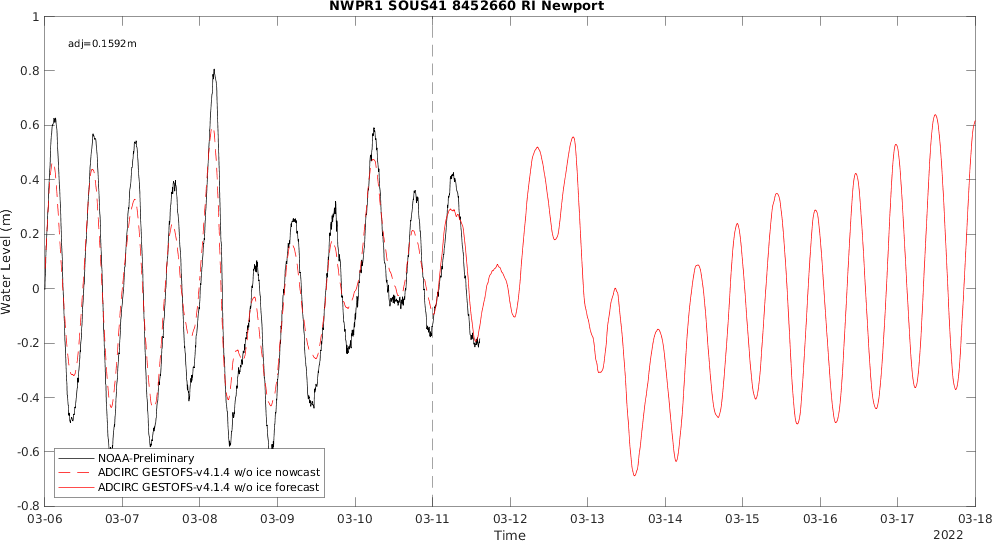 NWPR1 SOUS41 8452660 RI Newport
adj=0.1592m
1
0.8
0.6
0.4
0.2
0
-0.2
-0.4
-0.6
-0.8
Water Level (m)
NOAA-Preliminary
ADCIRC GESTOFS-v4.1.4 w/o ice nowcast
ADCIRC GESTOFS-v4.1.4 w/o ice forecast
03-06 03-07 03-08 03-09 03-10 03-11 03-12 03-13 03-14 03-15 03-16 03-17 03-18
Time
2022